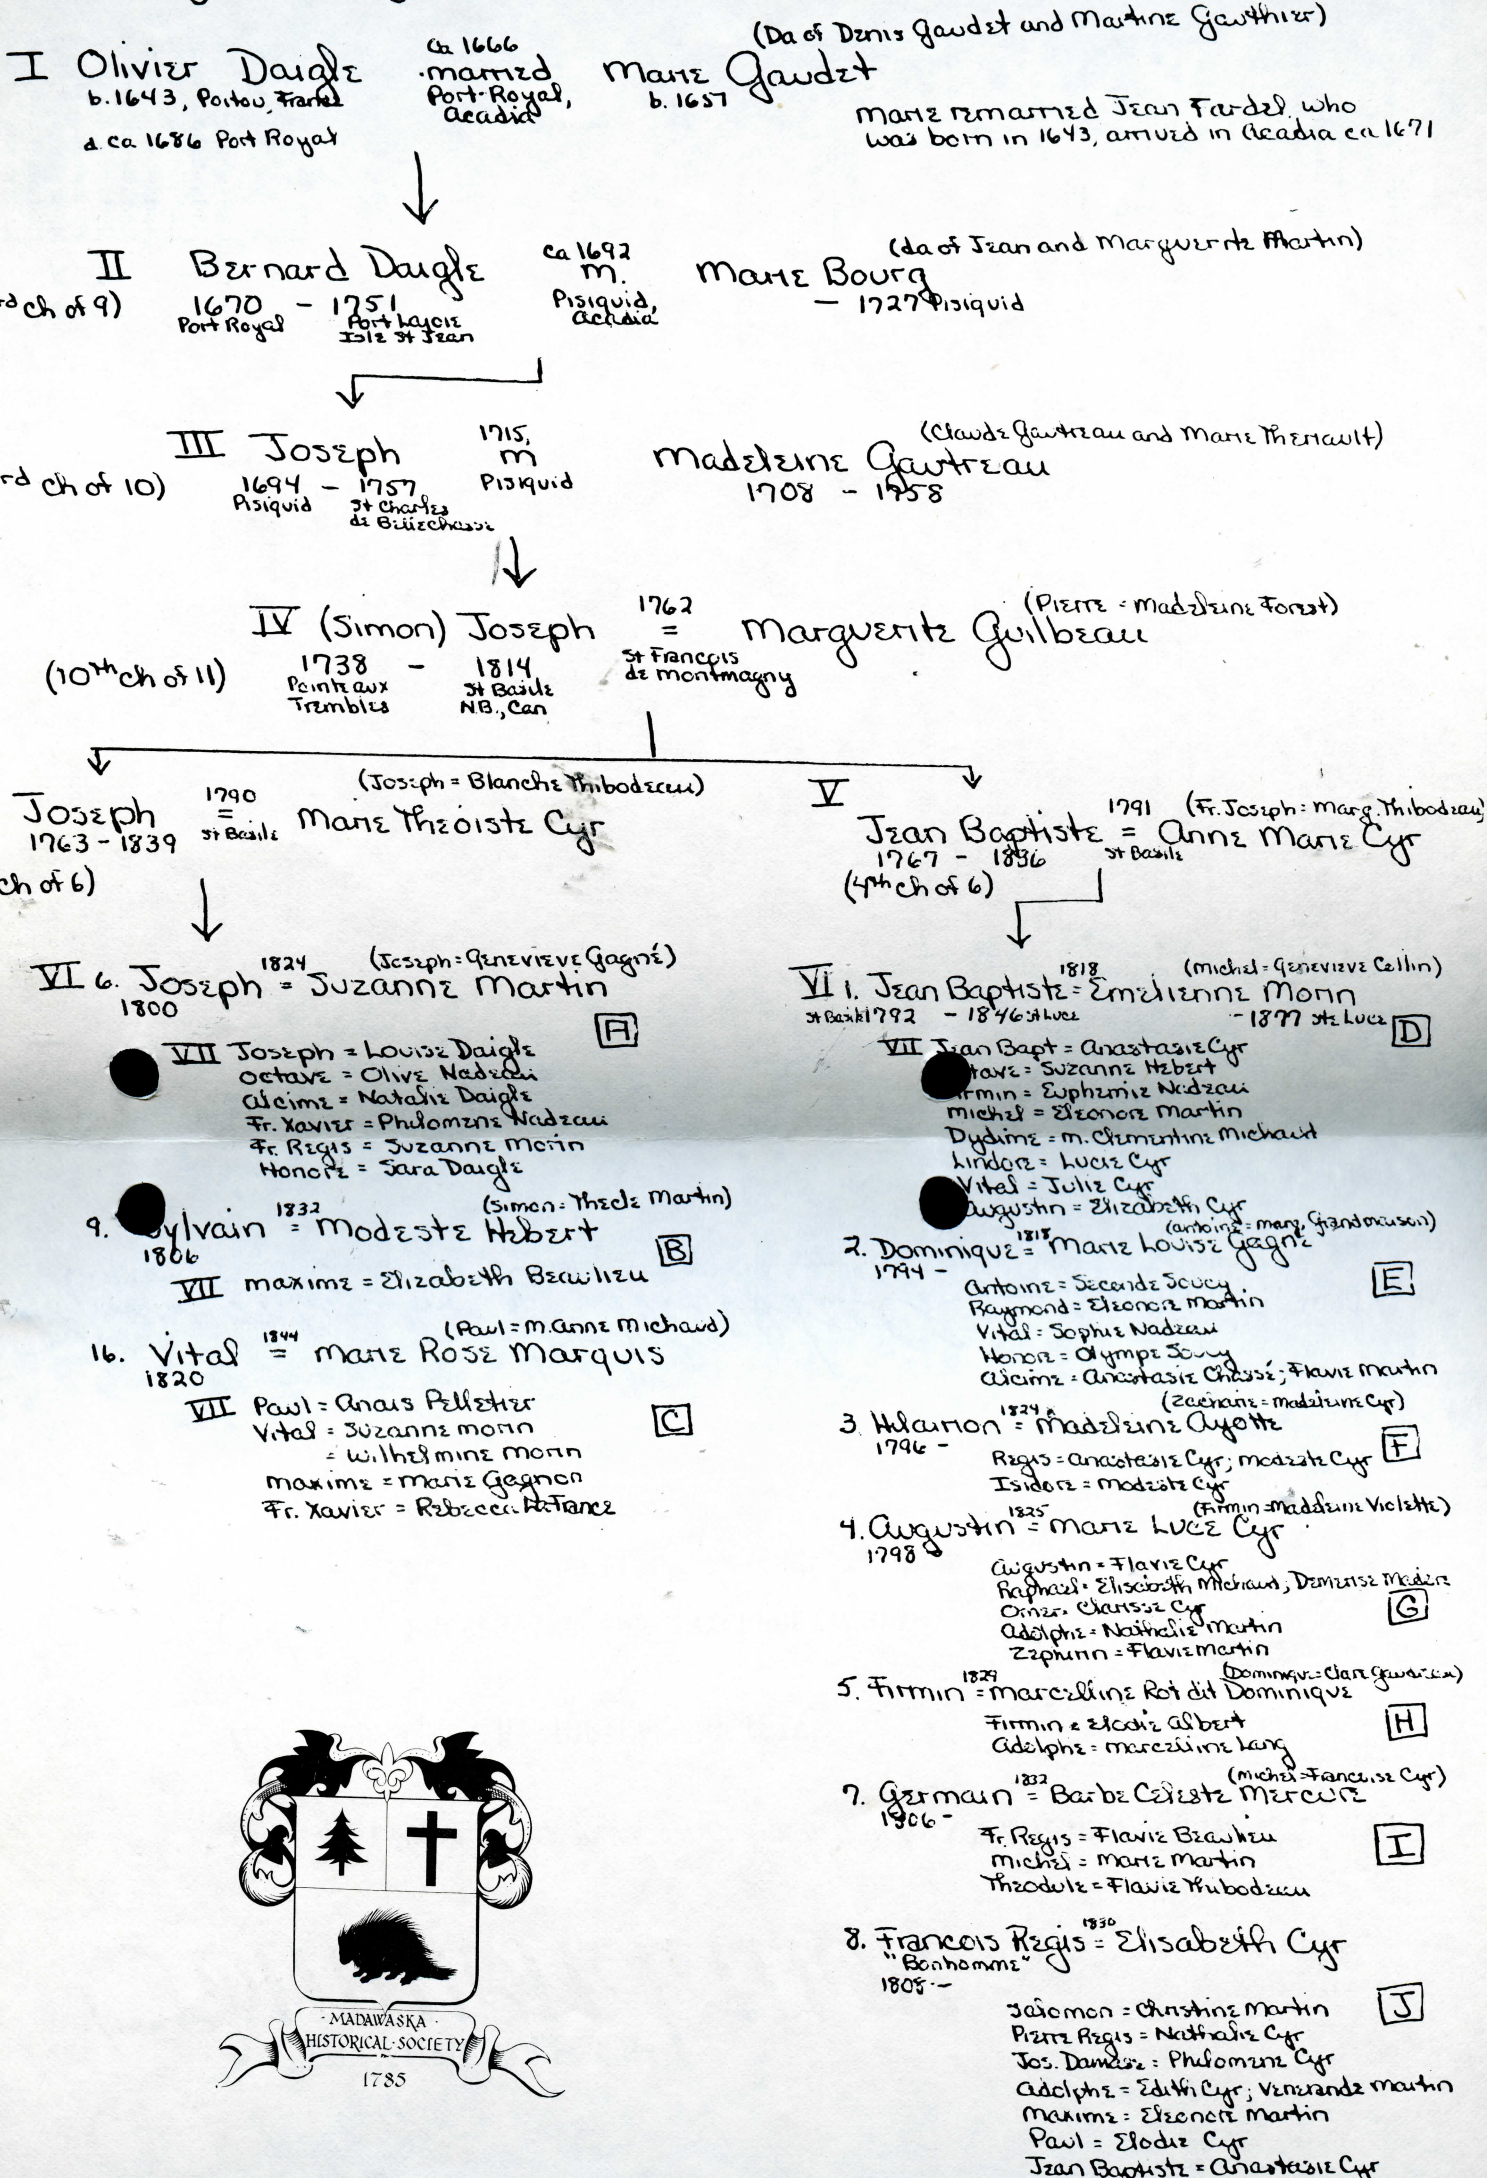 (Da of Denis Gaudet and Martine Gauthier)
I Olivier Daigle ca 1666 married Marie Gaudet
b. 1643, Poitou, France Port-Royal, Acadia b. 1657
d. ca 1686 Port Royal
Marie remarried Jean Fardel, who
was born in 1643, arrived in Acadia ca 1671
(da of Jean and Marguerite Martin)
II Bernard Daigle ca 1692 m. Marie Bourg
rd ch of 9) 1670 - 1751 Pisiquid, Acadia - 1727 Pisiquid
Port Royal Port Lajoie
Isle St Jean
(Claude Gautreau and Marie Theriault)
III Joseph 1715, m Madeleine Gautreau
rd ch of 10) 1694 - 1757 Pisiquid 1708 - 1758
Pisiquid St Charles
de Bellechasse
(Pierre = Madeleine Forest)
IV (Simon) Joseph 1762 = Marguerite Guilbeau
(10th ch of 11) 1738 - 1814 St Francois
Pointe aux St Basile de Montmagny
Trembles N.B., Can
(Joseph = Blanche Thibodeau)
Joseph 1790 = Marie Theoiste Cyr
1763 - 1839 St Basile
ch of 6)
V
1791 (Fr. Joseph = Marg. Thibodeau)
Jean Baptiste = Anne Marie Cyr
1767 - 1836 St Basile
(4th ch of 6)
1824 (Joseph = Genevieve Gagné)
VI 6. Joseph = Suzanne Martin
1800
A
VII Joseph = Louise Daigle
Octave = Olive Nadeau
Alcime = Natalie Daigle
Fr. Xavier = Philomene Nadeau
Fr. Regis = Suzanne Morin
Honore = Sara Daigle
1832 (Simon = Thecle Martin)
9. Sylvain = Modeste Hebert
1806
B
VII Maxime = Elizabeth Beaulieu
1844 (Paul = M. Anne Michaud)
16. Vital = Marie Rose Marquis
1820
VII Paul = Anais Pelletier
C
Vital = Suzanne Morin
= Wilhelmine Morin
Maxime = Marie Gagnon
Fr. Xavier = Rebecca LaFrance
1818 (Michel = Genevieve Collin)
VI 1. Jean Baptiste = Emelienne Morin
St Basile 1792 - 1846 St Luce - 1877 Ste Luce
D
VII Jean Bapt = Anastasie Cyr
tave = Suzanne Hebert
irmin = Euphemie Nadeau
Michel = Eleonore Martin
Dydime = M. Clementine Michaud
Lindore = Lucie Cyr
Vital = Julie Cyr
Augustin = Elizabeth Cyr
(Antoine = Marg. Grandmaison)
2. Dominique 1818 = Marie Louise Gagné
1794 -
E
Antoine = Seconde Soucy
Raymond = Eleonore Martin
Vital = Sophie Nadeau
Honore = Olympe Soucy
Alcime = Anastasie Chassé; Flavie Martin
(Zacharie = Madeleine Cyr)
3. Hilarion 1824 = Madeleine Ayotte
1796 -
F
Regis = Anastasie Cyr; Modeste Cyr
Isidore = Modeste Cyr
(Firmin = Madeleine Violette)
4. Augustin 1825 = Marie Luce Cyr
1798
Augustin = Flavie Cyr
Raphael = Elisabeth Michaud; Demerise Madore
Omer = Clarisse Cyr
G
Adolphe = Nathalie Martin
Zephirin = Flavie Martin
(Dominique = Clare)
5. Firmin 1829 = Marcelline Rot dit Dominique
H
Firmin = Elodie Albert
Adelphe = Marcelline Lang
(Michel = Francoise Cyr)
7. Germain 1832 = Barbe Celeste Mercure
1806 -
I
Fr. Regis = Flavie Beaulieu
Michel = Marie Martin
Theodule = Flavie Thibodeau
8. Francois Regis 1830 = Elisabeth Cyr
"Bonhomme"
1808 -
J
Salomon = Christine Martin
Pierre Regis = Nathalie Cyr
Jos. Damase = Philomene Cyr
Adolphe = Edith Cyr; Venerande Martin
Maxime = Eleonore Martin
Paul = Elodie Cyr
Jean Baptiste = Anastasie Cyr
· MADAWASKA ·
HISTORICAL·SOCIETY
1785